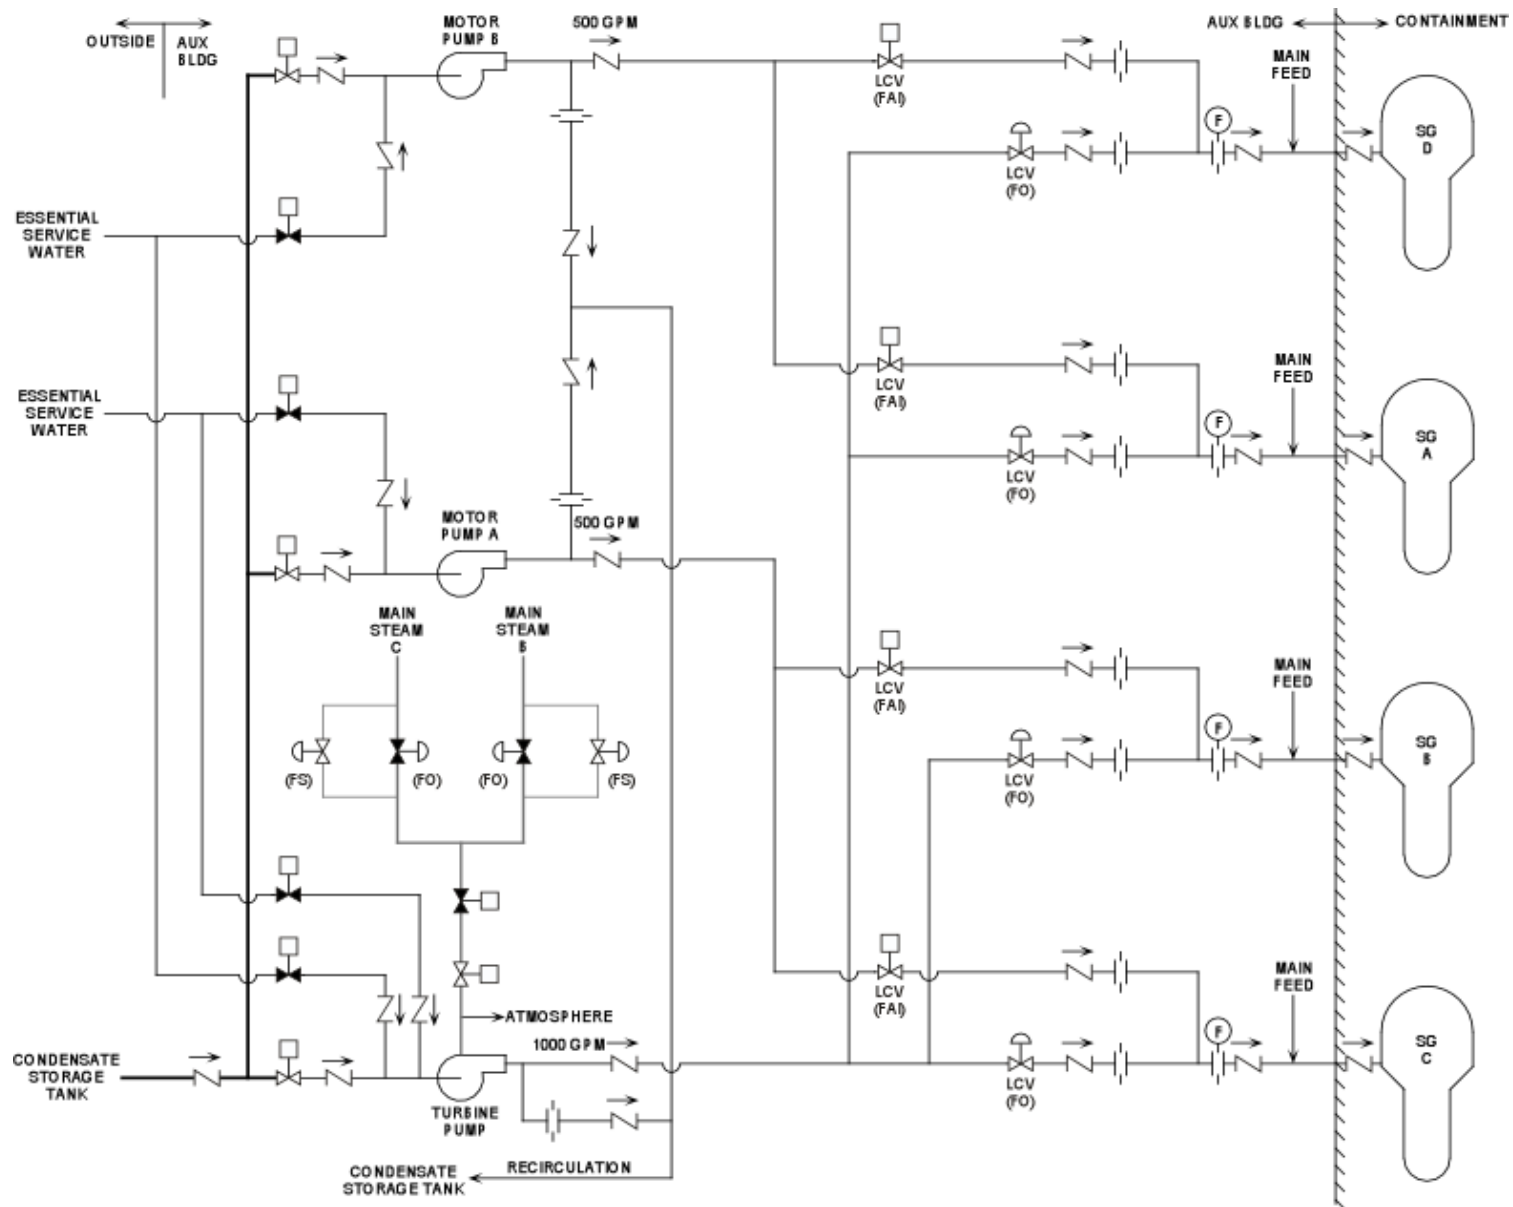 OUTSIDE
AUX
BLDG
MOTOR
PUMP B
500 GPM
LCV
(FAI)
AUX BLDG
CONTAINMENT
MAIN
FEED
F
SG
D
LCV
(FO)
ESSENTIAL
SERVICE
WATER
LCV
(FAI)
MAIN
FEED
F
SG
A
LCV
(FO)
ESSENTIAL
SERVICE
WATER
MOTOR
PUMP A
500 GPM
MAIN
STEAM
C
MAIN
STEAM
B
(FS)
(FO)
(FO)
(FS)
LCV
(FAI)
MAIN
FEED
F
SG
B
LCV
(FO)
ATMOSPHERE
1000 GPM
LCV
(FAI)
MAIN
FEED
F
SG
C
LCV
(FO)
CONDENSATE
STORAGE
TANK
TURBINE
PUMP
RECIRCULATION
CONDENSATE
STORAGE TANK